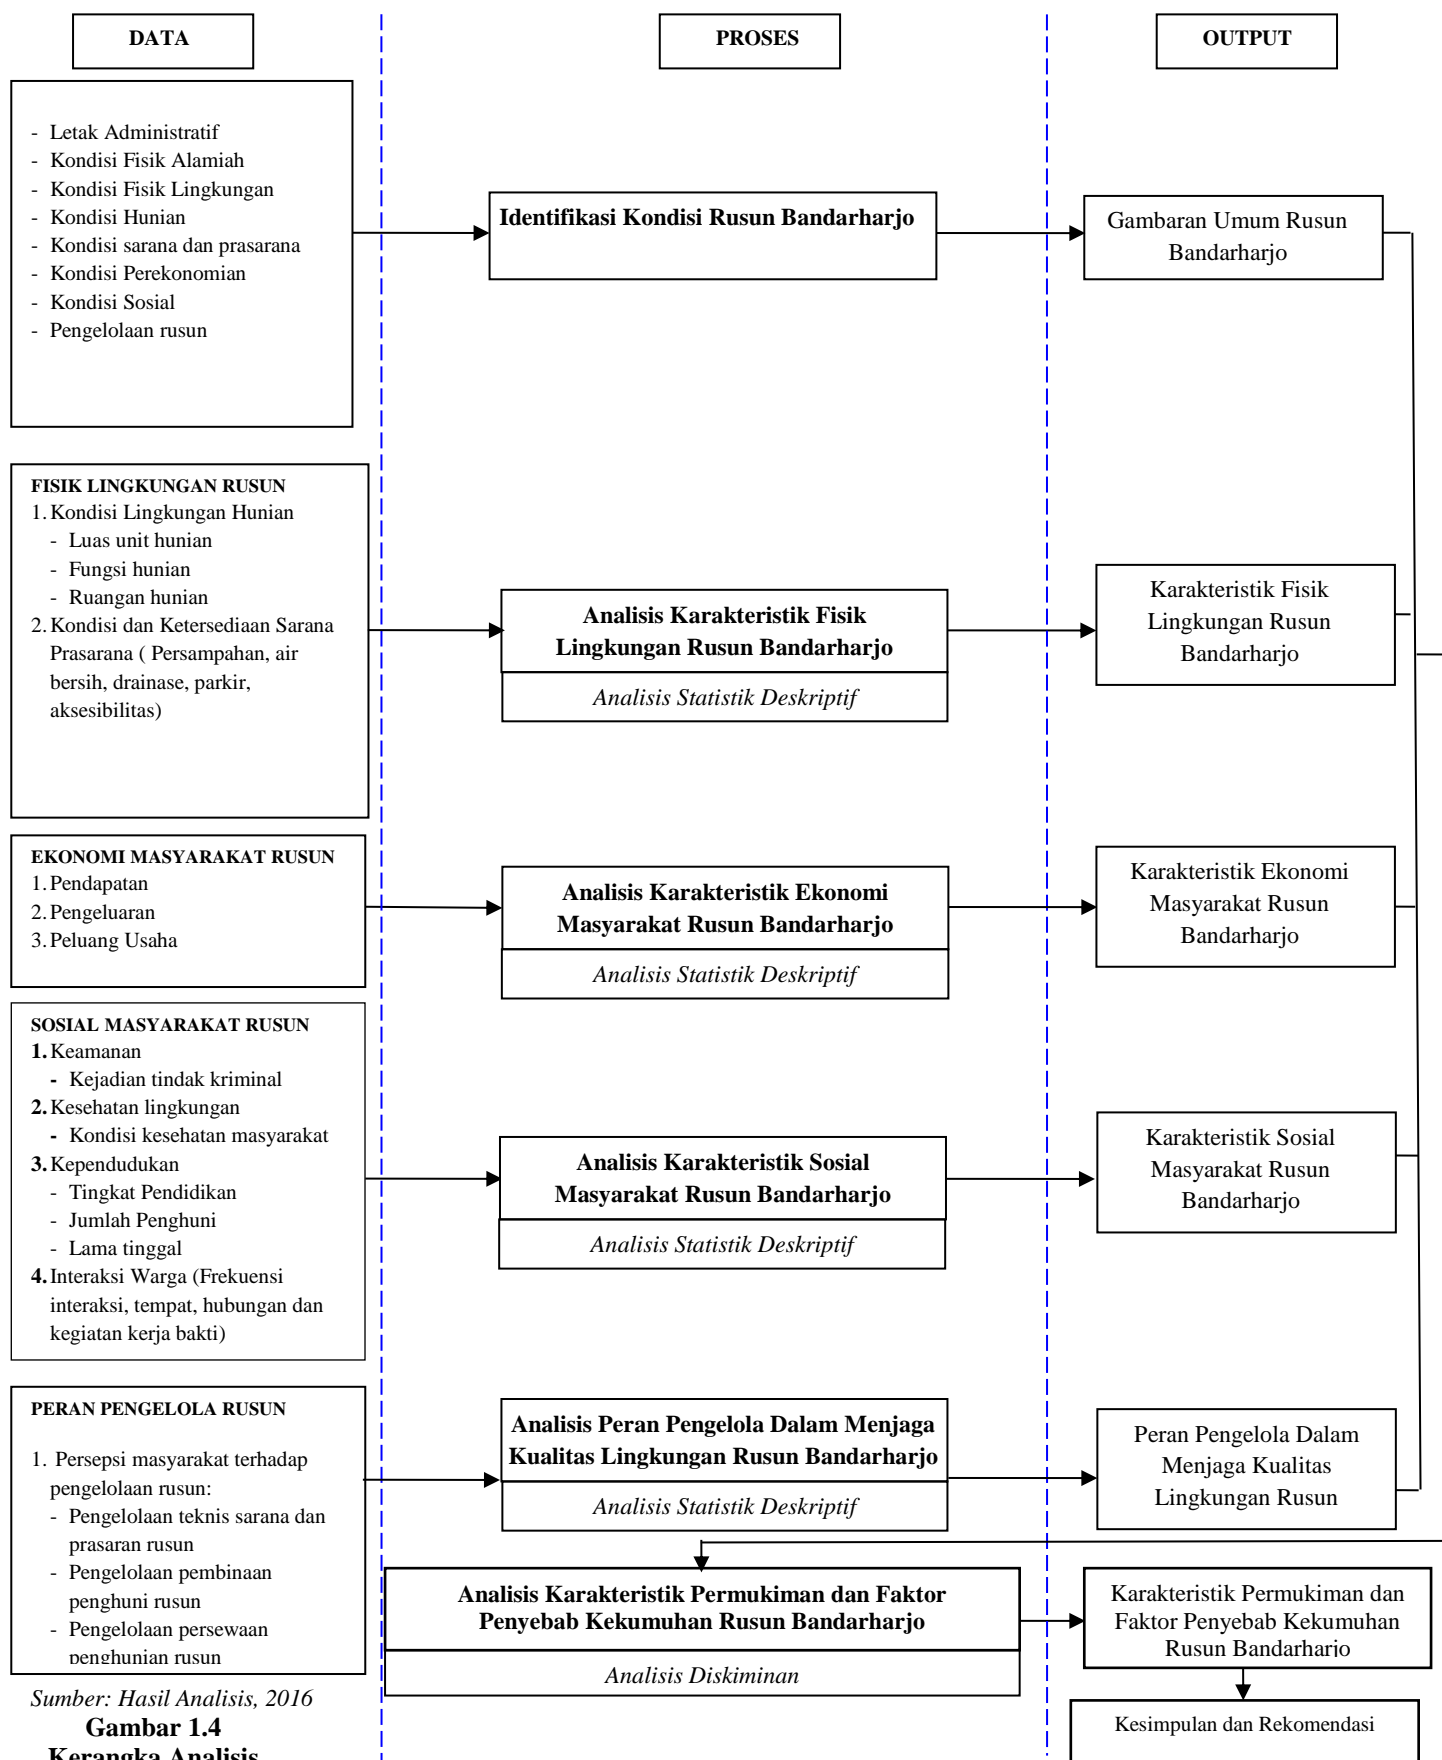 DATA
PROSES
OUTPUT
- Letak Administratif
- Kondisi Fisik Alamiah
- Kondisi Fisik Lingkungan
- Kondisi Hunian
- Kondisi sarana dan prasarana
- Kondisi Perekonomian
- Kondisi Sosial
- Pengelolaan rusun
Identifikasi Kondisi Rusun Bandarharjo
Gambaran Umum Rusun
Bandarharjo
FISIK LINGKUNGAN RUSUN
1. Kondisi Lingkungan Hunian
- Luas unit hunian
- Fungsi hunian
- Ruangan hunian
2. Kondisi dan Ketersediaan Sarana
Prasarana ( Persampahan, air
bersih, drainase, parkir,
aksesibilitas)
Analisis Karakteristik Fisik
Lingkungan Rusun Bandarharjo
Analisis Statistik Deskriptif
Karakteristik Fisik
Lingkungan Rusun
Bandarharjo
EKONOMI MASYARAKAT RUSUN
1. Pendapatan
2. Pengeluaran
3. Peluang Usaha
Analisis Karakteristik Ekonomi
Masyarakat Rusun Bandarharjo
Analisis Statistik Deskriptif
Karakteristik Ekonomi
Masyarakat Rusun
Bandarharjo
SOSIAL MASYARAKAT RUSUN
1. Keamanan
- Kejadian tindak kriminal
2. Kesehatan lingkungan
- Kondisi kesehatan masyarakat
3. Kependudukan
- Tingkat Pendidikan
- Jumlah Penghuni
- Lama tinggal
4. Interaksi Warga (Frekuensi
interaksi, tempat, hubungan dan
kegiatan kerja bakti)
Analisis Karakteristik Sosial
Masyarakat Rusun Bandarharjo
Analisis Statistik Deskriptif
Karakteristik Sosial
Masyarakat Rusun
Bandarharjo
PERAN PENGELOLA RUSUN
1. Persepsi masyarakat terhadap
pengelolaan rusun:
- Pengelolaan teknis sarana dan
prasaran rusun
- Pengelolaan pembinaan
penghuni rusun
- Pengelolaan persewaan
penghunian rusun
Analisis Peran Pengelola Dalam Menjaga
Kualitas Lingkungan Rusun Bandarharjo
Analisis Statistik Deskriptif
Peran Pengelola Dalam
Menjaga Kualitas
Lingkungan Rusun
Analisis Karakteristik Permukiman dan Faktor
Penyebab Kekumuhan Rusun Bandarharjo
Analisis Diskiminan
Karakteristik Permukiman dan
Faktor Penyebab Kekumuhan
Rusun Bandarharjo
Kesimpulan dan Rekomendasi
Sumber: Hasil Analisis, 2016
Gambar 1.4
Kerangka Analisis